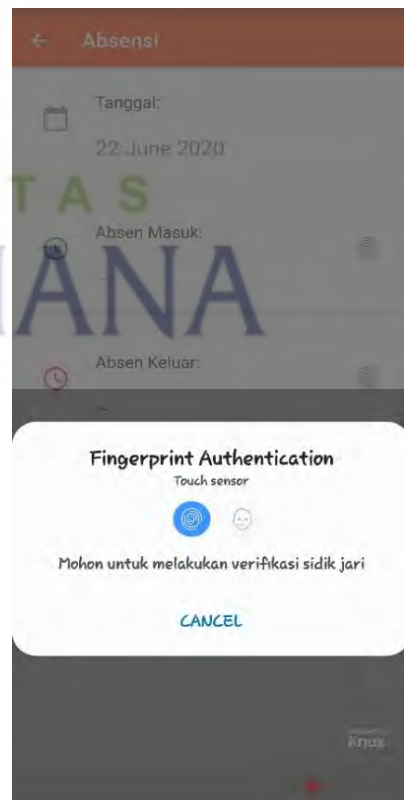 Absensi
Tanggal:
22 June 2020
TAS
Absen Masuk:
ANA
Absen Keluar:
Fingerprint Authentication
Touch sensor
Mohon untuk melakukan verifikasi sidik jari
CANCEL
Knox